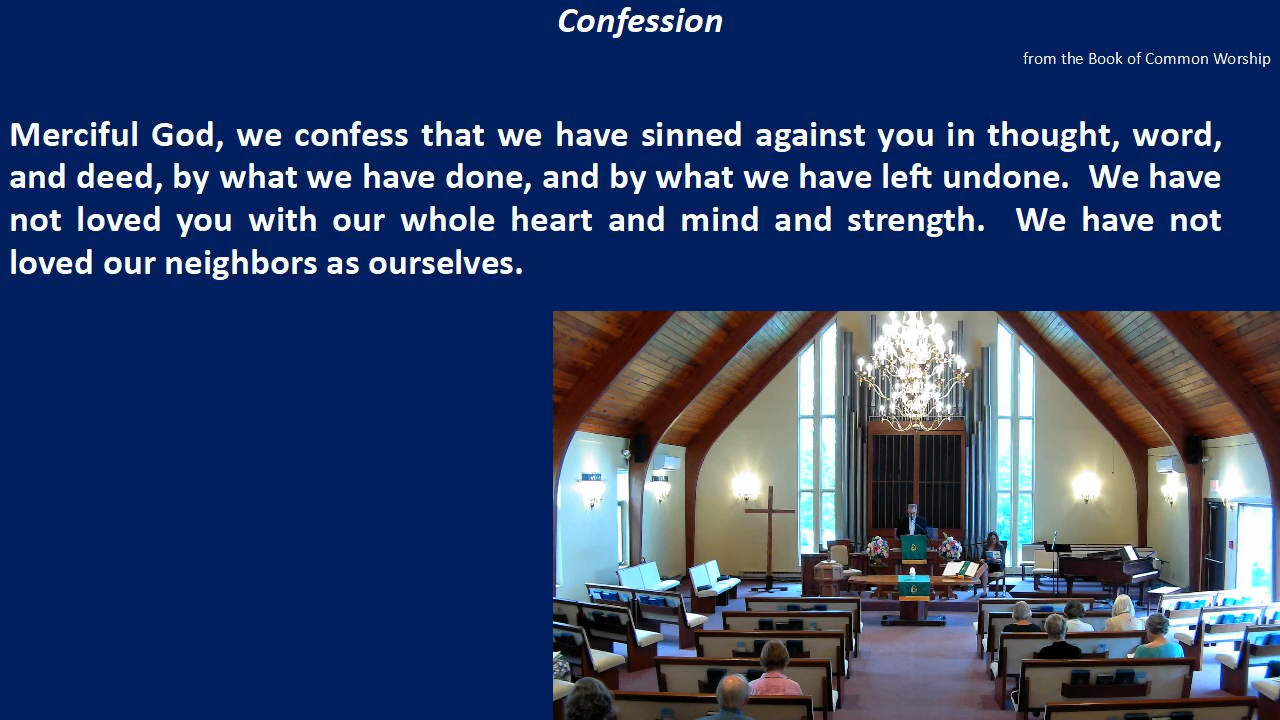 Confession
from the Book of Common Worship
Merciful God, we confess that we have sinned against you in thought, word,
and deed, by what we have done, and by what we have left undone.  We have
not loved you with our whole heart and mind and strength.  We have not
loved our neighbors as ourselves.